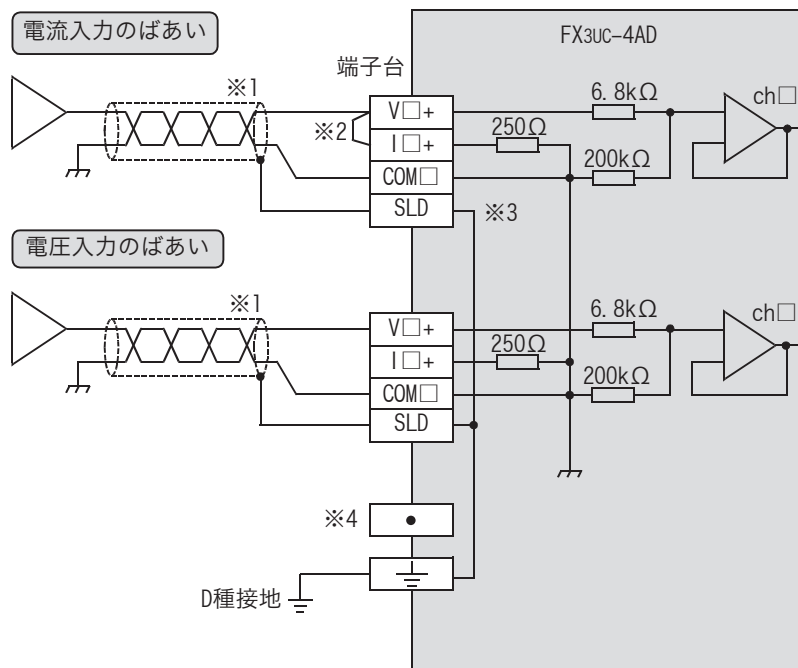 電流入力のばあい
FX3UC-4AD
端子台
※1
V□+
6.8kΩ
ch□
※2
I□+
250Ω
COM□
200kΩ
SLD
※3
電圧入力のばあい
※1
V□+
6.8kΩ
ch□
I□+
250Ω
COM□
200kΩ
SLD
※4
D種接地